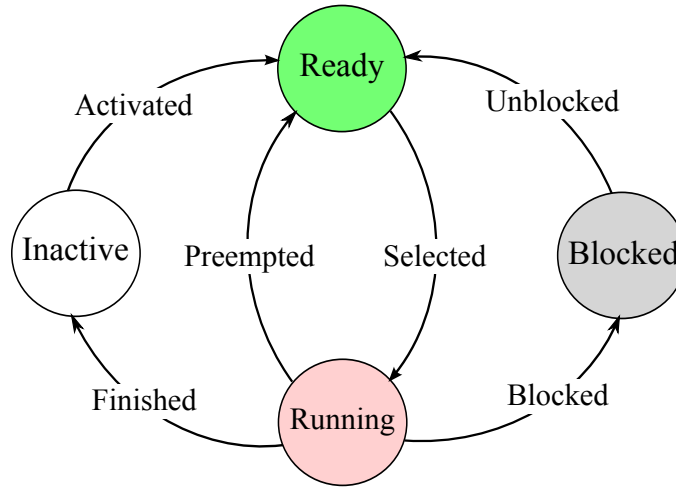 Ready
Activated
Unblocked
Inactive
Preempted
Selected
Blocked
Finished
Running
Blocked